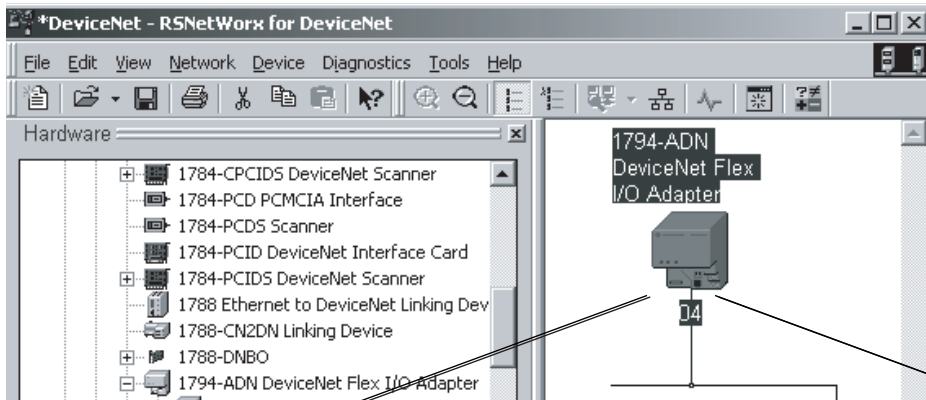 *DeviceNet - RSNetWorx for DeviceNet
File Edit View Network Device Diagnostics Tools Help
Hardware
1784-CPCIDS DeviceNet Scanner
1784-PCD PCMCIA Interface
1784-PCDS Scanner
1784-PCID DeviceNet Interface Card
1784-PCIDS DeviceNet Scanner
1788 Ethernet to DeviceNet Linking Dev
1788-CN2DN Linking Device
1788-DNBO
1794-ADN DeviceNet Flex I/O Adapter
1794-ADN
DeviceNet Flex
I/O Adapter
04